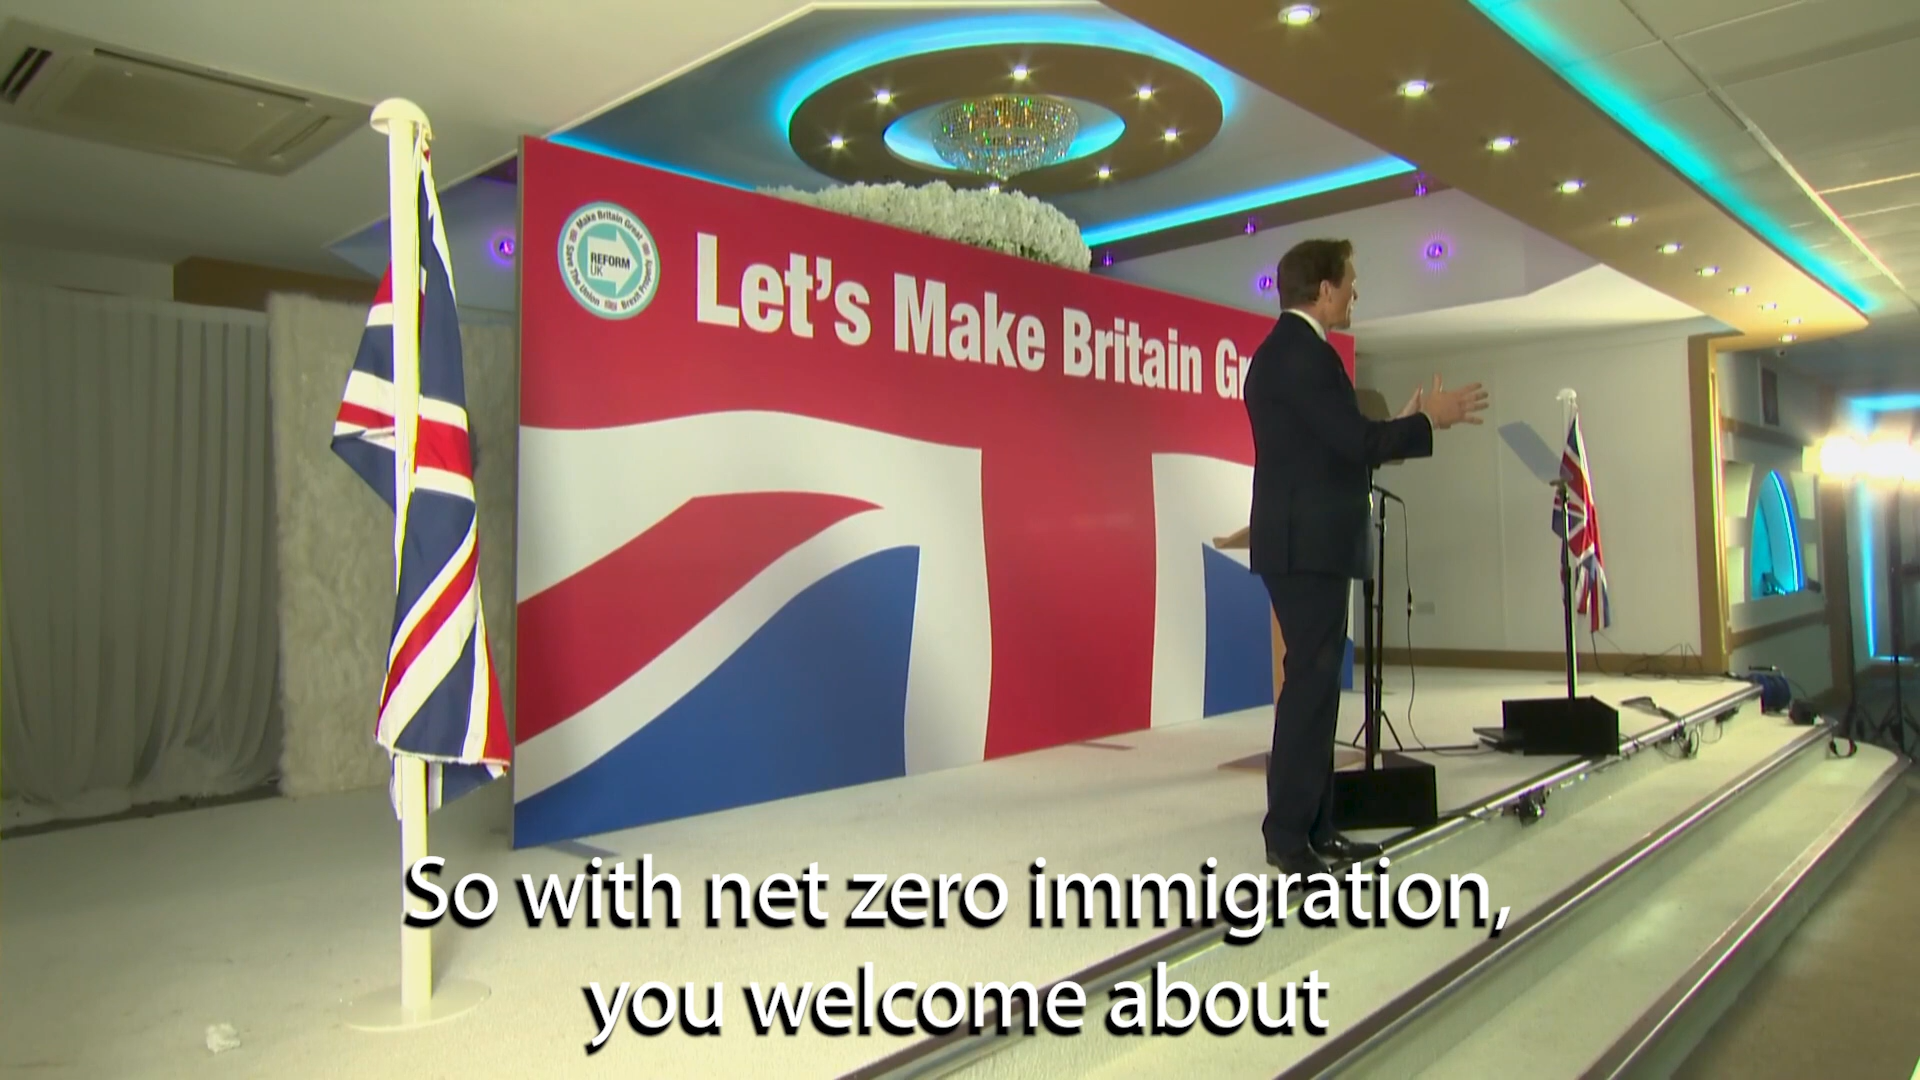 Make Britain Great
REFORM
UK
Save The Union
Brexit Property
Let's Make Britain Gr
So with net zero immigration,
you welcome about